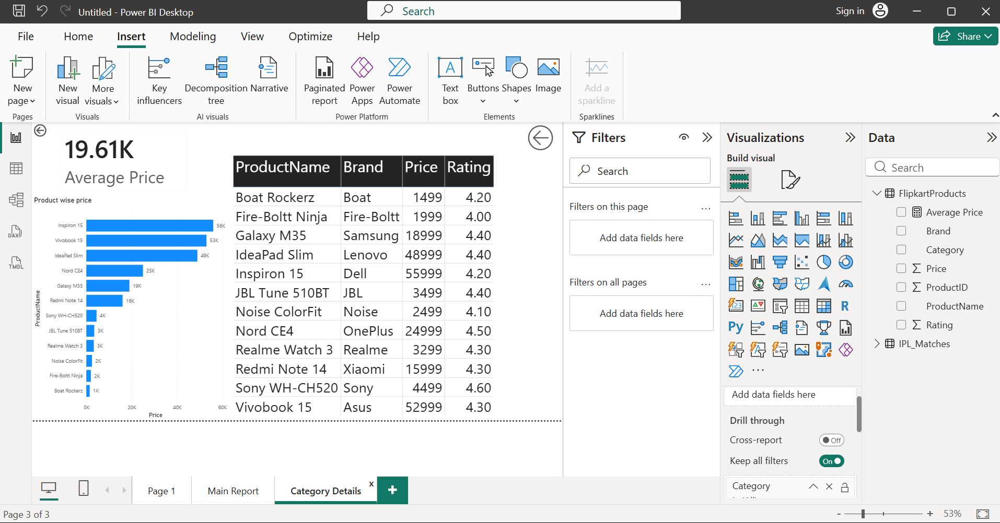 Untitled - Power BI Desktop
Search
Sign in
File Home Insert Modeling View Optimize Help
Share
New page
Pages
New visual
More visuals
Visuals
Key influencers
Decomposition tree
Narrative
AI visuals
Paginated report
Power Apps
Power Automate
Power Platform
Text box
Buttons
Shapes
Image
Elements
Add a sparkline
Sparklines
DAX
TMDL
19.61K
Average Price
Product wise price
ProductName
Inspiron 15 56K
Vivobook 15 53K
IdeaPad Slim 49K
Nord CE4 25K
Galaxy M35 19K
Redmi Note 14 16K
Sony WH-CH520 4K
JBL Tune 510BT 3K
Realme Watch 3 3K
Noise ColorFit 2K
Fire-Boltt Ninja 2K
Boat Rockerz 1K
0K 20K 40K 60K
Price
ProductName Brand Price Rating
Boat Rockerz Boat 1499 4.20
Fire-Boltt Ninja Fire-Boltt 1999 4.00
Galaxy M35 Samsung 18999 4.40
IdeaPad Slim Lenovo 48999 4.40
Inspiron 15 Dell 55999 4.20
JBL Tune 510BT JBL 3499 4.40
Noise ColorFit Noise 2499 4.10
Nord CE4 OnePlus 24999 4.50
Realme Watch 3 Realme 3299 4.30
Redmi Note 14 Xiaomi 15999 4.30
Sony WH-CH520 Sony 4499 4.60
Vivobook 15 Asus 52999 4.30
Filters
Search
Filters on this page ...
Add data fields here
Filters on all pages ...
Add data fields here
Visualizations
Build visual
123
R
Py
...
Add data fields here
Drill through
Cross-report Off
Keep all filters On
Category
Data
Search
FlipkartProducts
Average Price
Brand
Category
Price
ProductID
ProductName
Rating
IPL_Matches
Page 1
Main Report
Category Details x
+
Page 3 of 3
- + 53%